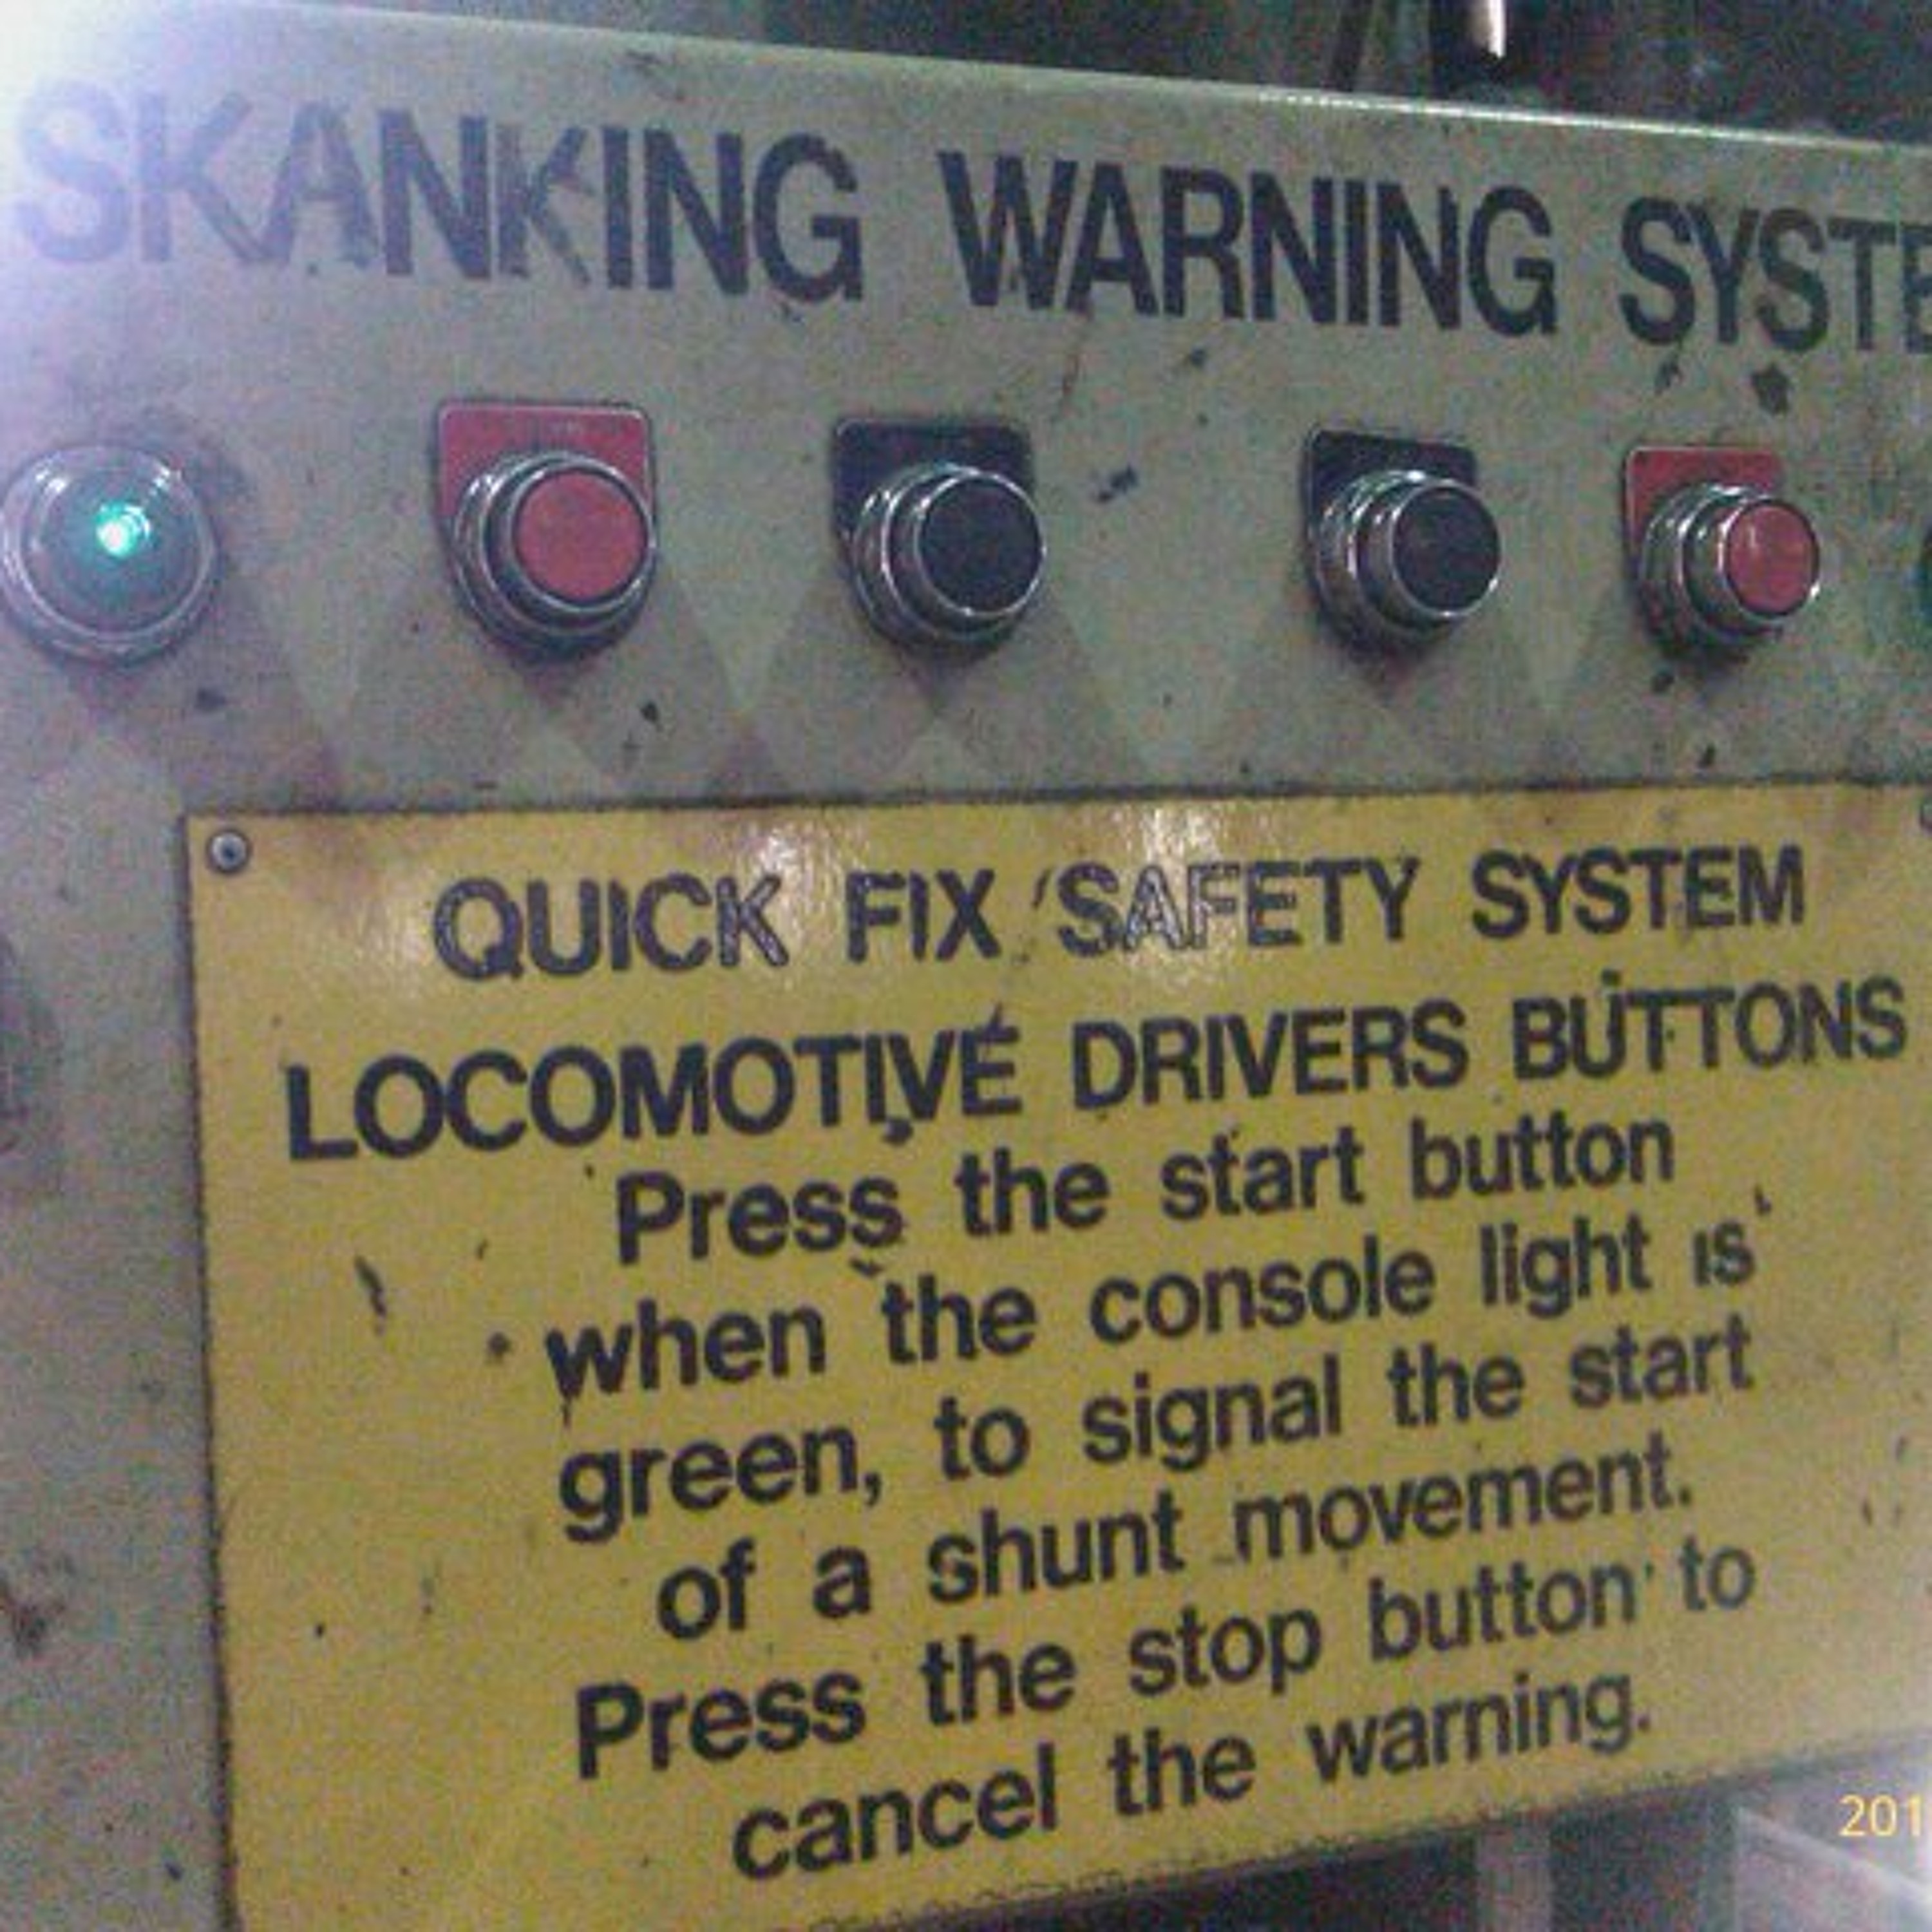 SKANKING WARNING SYSTE
QUICK FIX SAFETY SYSTEM
LOCOMOTIVE DRIVERS BUTTONS
Press the start button
when the console light is
green, to signal the start
of a shunt movement.
Press the stop button to
cancel the warning.
201